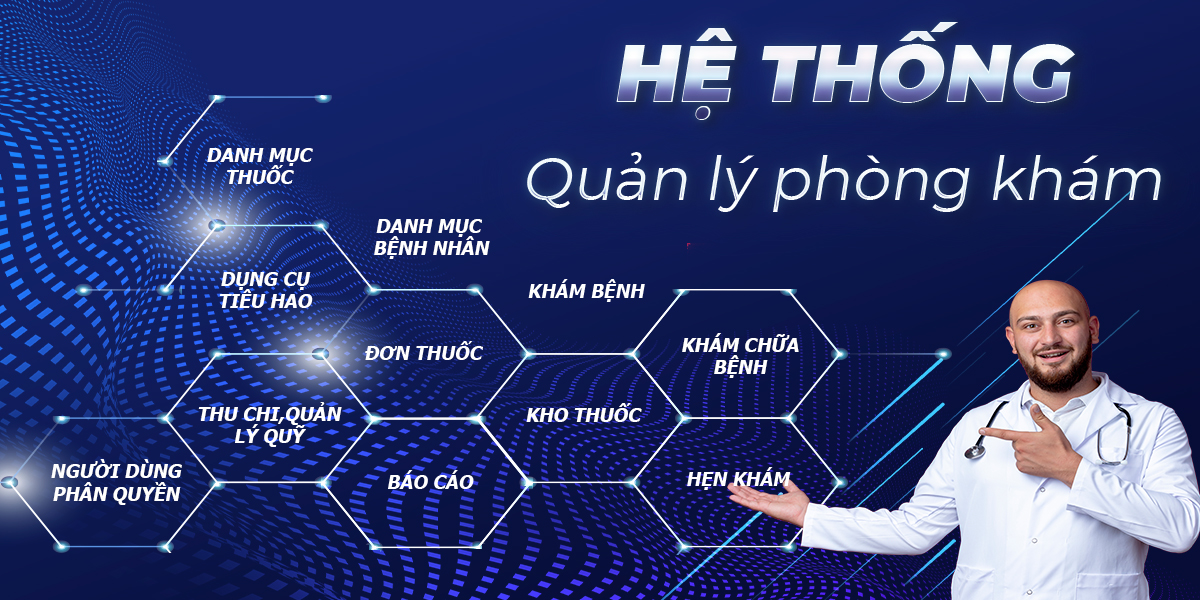 HỆ THỐNG
Quản lý phòng khám
DANH MỤC
THUỐC
DANH MỤC
BỆNH NHÂN
DỤNG CỤ
TIÊU HAO
KHÁM BỆNH
ĐƠN THUỐC
KHÁM CHỮA
BỆNH
THU CHI,QUẢN
LÝ QUỸ
KHO THUỐC
NGƯỜI DÙNG
PHÂN QUYỀN
BÁO CÁO
HẸN KHÁM